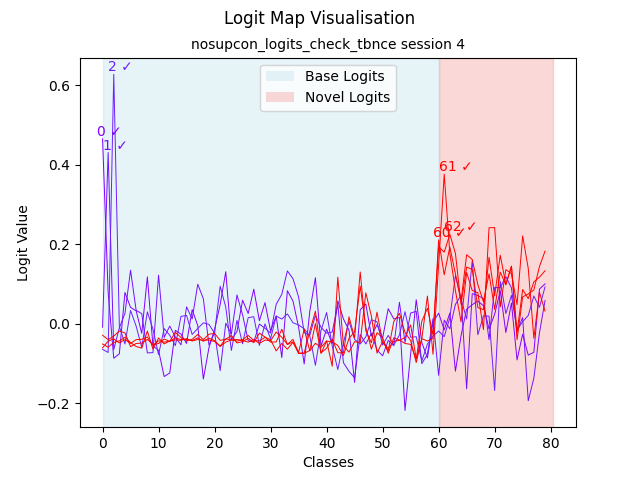 Logit Map Visualisation
nosupcon_logits_check_tbnce session 4
Base Logits
Novel Logits
2 ✓
0 ✓
1 ✓
61 ✓
62 ✓
60 ✓
Logit Value
0.6
0.4
0.2
0.0
−0.2
0 10 20 30 40 50 60 70 80
Classes